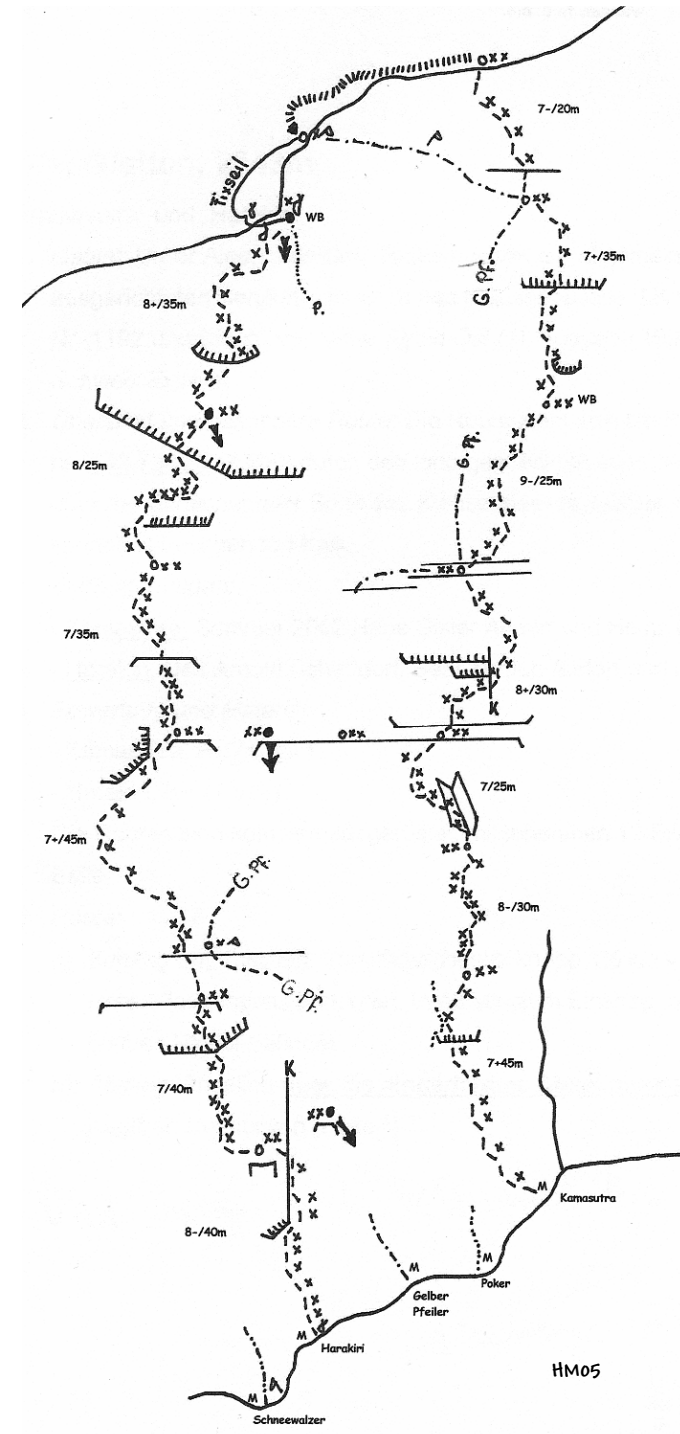 7-/20m
A
A
Fixseil
WB
G.Pf.
7+/35m
8+/35m
P.
WB
G.Pf.
8/25m
9-/25m
7/35m
8+/30m
K
7/25m
7+/45m
G.Pf.
8-/30m
A
G.Pf.
7+45m
K
7/40m
M
Kamasutra
8-/40m
M
M
Poker
Gelber
Pfeiler
M
Harakiri
HM05
M
Schneewalzer